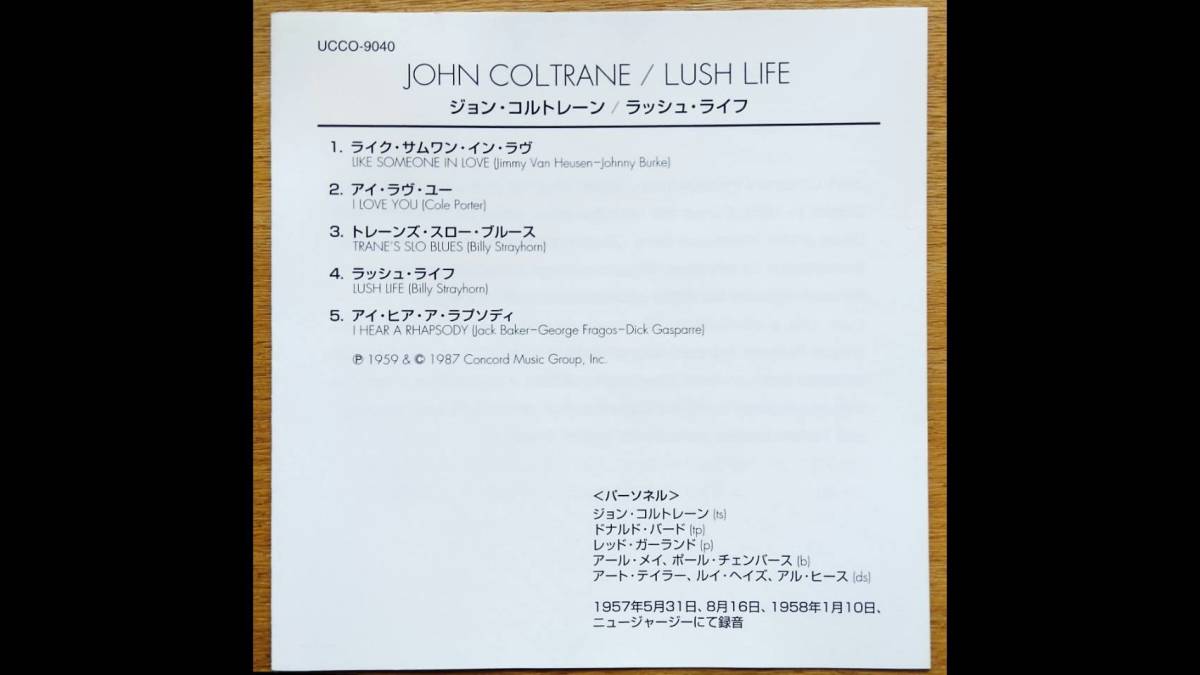 UCCO-9040
JOHN COLTRANE / LUSH LIFE
ジョン・コルトレーン / ラッシュ・ライフ
1. ライク・サムワン・イン・ラヴ
LIKE SOMEONE IN LOVE (Jimmy Van Heusen–Johnny Burke)
2. アイ・ラヴ・ユー
I LOVE YOU (Cole Porter)
3. トレーンズ・スロー・ブルース
TRANE'S SLO BLUES (Billy Strayhorn)
4. ラッシュ・ライフ
LUSH LIFE (Billy Strayhorn)
5. アイ・ヒア・ア・ラプソディ
I HEAR A RHAPSODY (Jack Baker–George Fragos–Dick Gasparre)
℗ 1959 & © 1987 Concord Music Group, Inc.
<パーソネル>
ジョン・コルトレーン (ts)
ドナルド・バード (tp)
レッド・ガーランド (p)
アール・メイ、ポール・チェンバース (b)
アート・テイラー、ルイ・ヘイズ、アル・ヒース (ds)
1957年5月31日、8月16日、1958年1月10日、
ニュージャージーにて録音